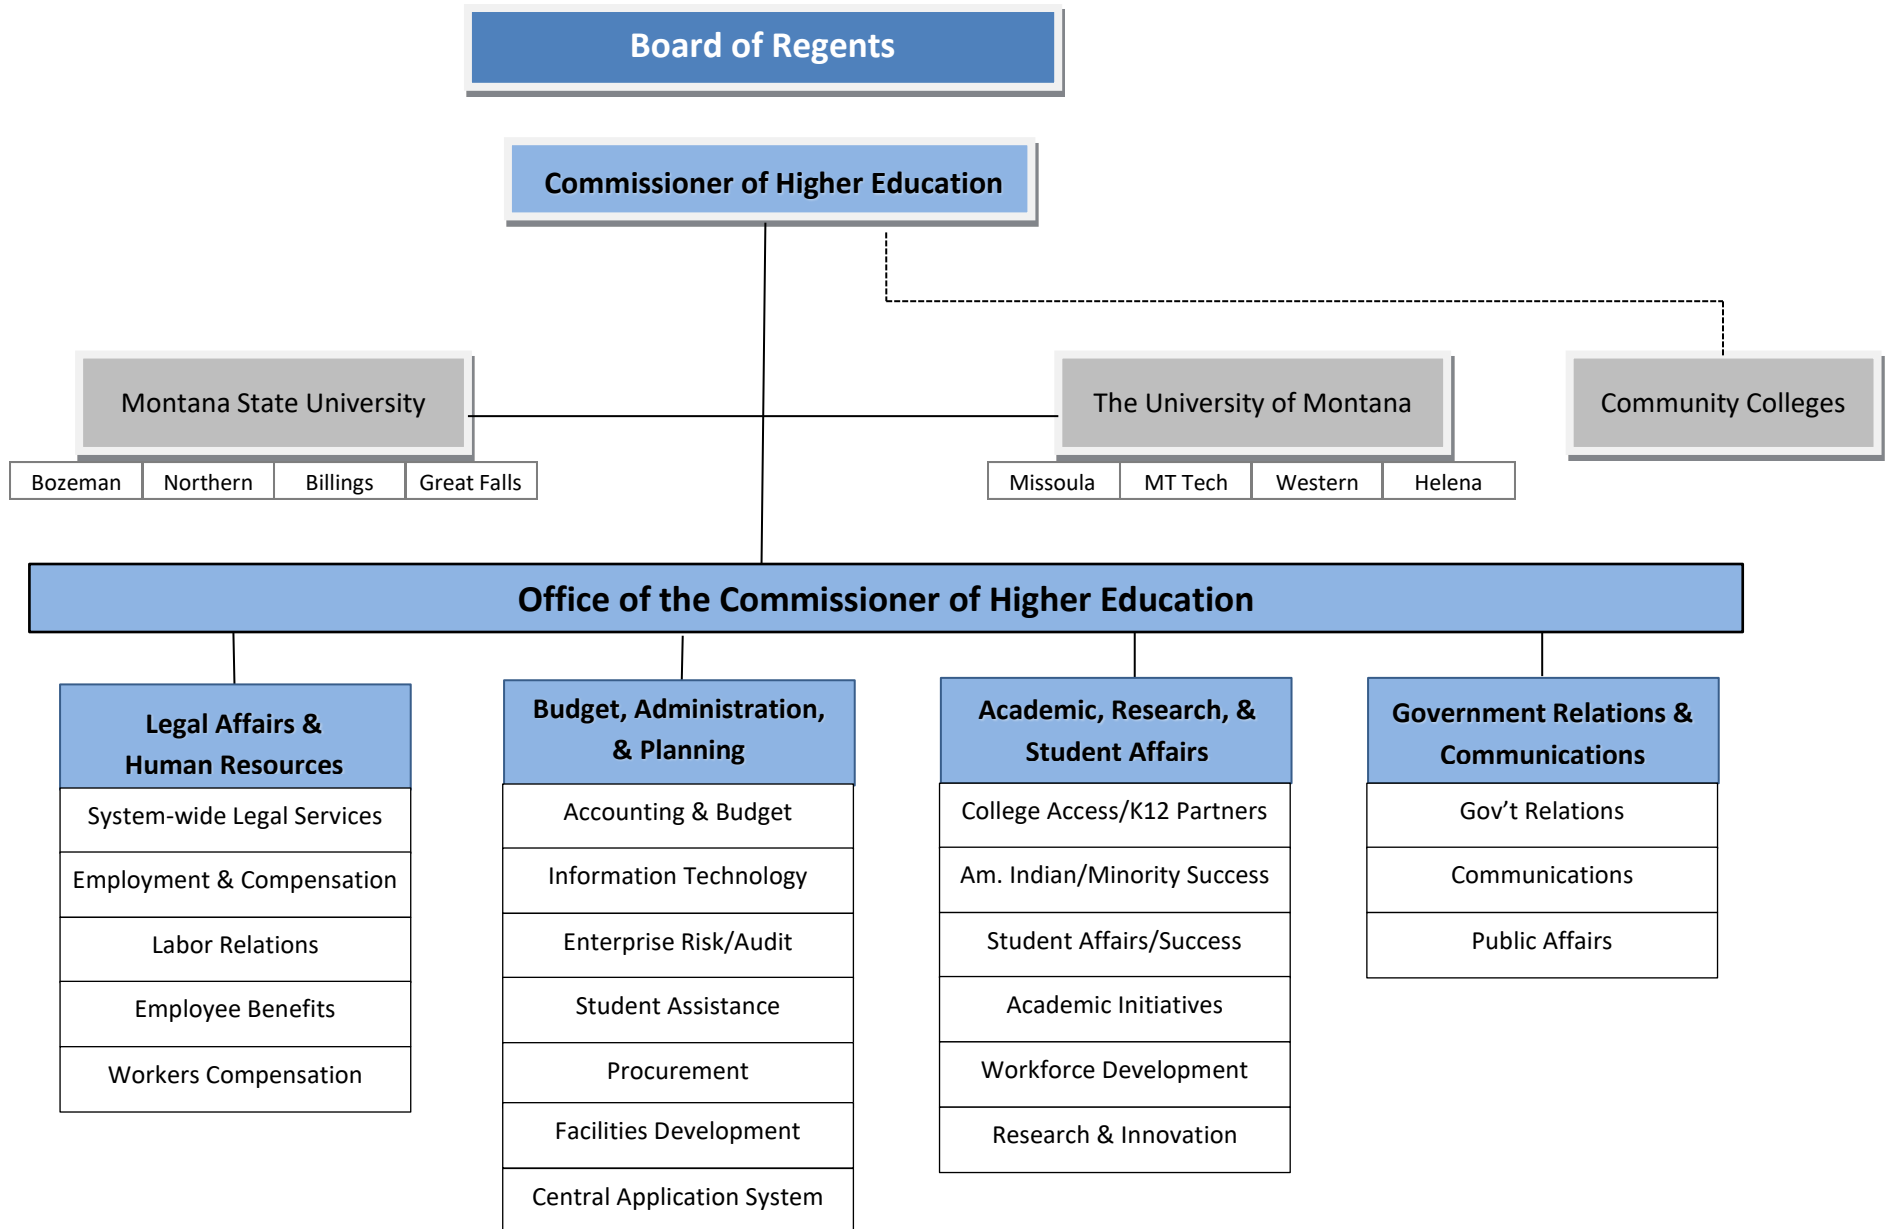 Board of Regents
Commissioner of Higher Education
Montana State University
The University of Montana
Community Colleges
Bozeman
Northern
Billings
Great Falls
Missoula
MT Tech
Western
Helena
Office of the Commissioner of Higher Education
Legal Affairs &
Human Resources
System-wide Legal Services
Employment & Compensation
Labor Relations
Employee Benefits
Workers Compensation
Budget, Administration,
& Planning
Accounting & Budget
Information Technology
Enterprise Risk/Audit
Student Assistance
Procurement
Facilities Development
Central Application System
Academic, Research, &
Student Affairs
College Access/K12 Partners
Am. Indian/Minority Success
Student Affairs/Success
Academic Initiatives
Workforce Development
Research & Innovation
Government Relations &
Communications
Gov’t Relations
Communications
Public Affairs